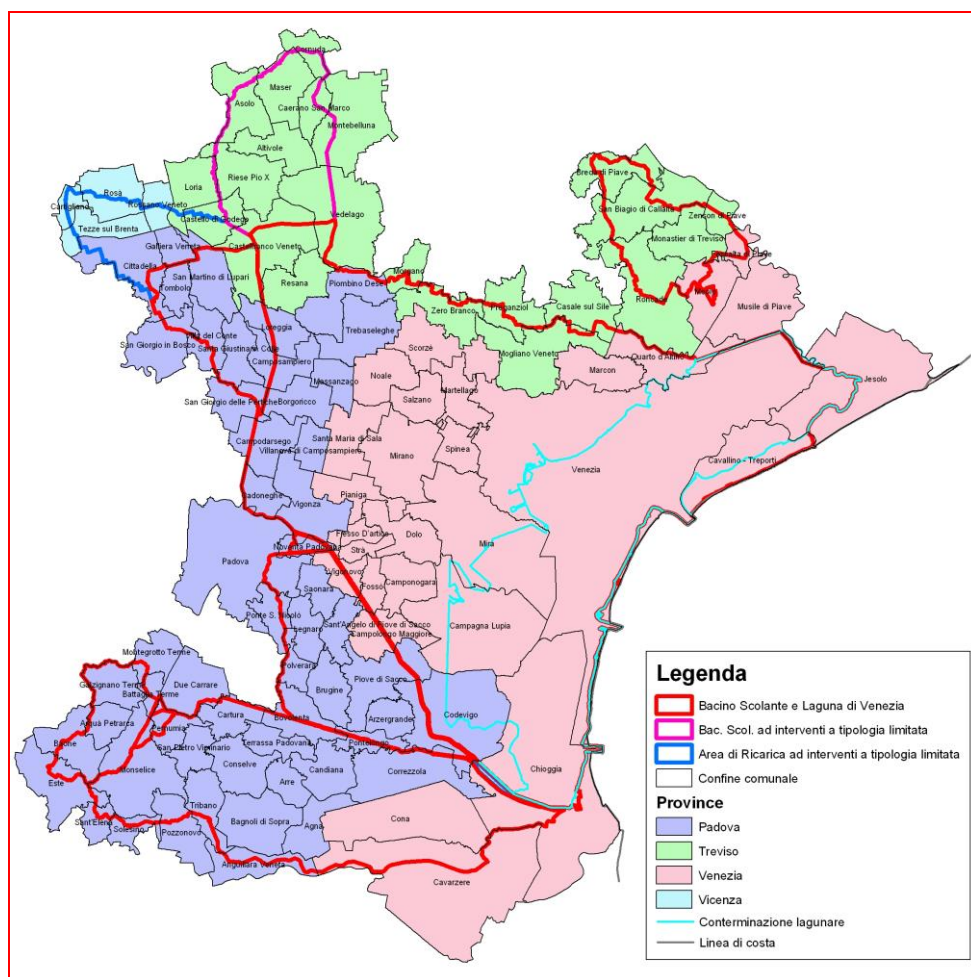 Cornuda
Maser
Asolo
Caerano San Marco
Montebelluna
Altivole
Riese Pio X
Loria
Rosà
Cartigliano
Rossano Veneto
Vedelago
Castello di Godego
Tezze sul Brenta
Galliera Veneta
Castelfranco Veneto
Cittadella
San Martino di Lupari
Resana
Tombolo
Piombino Dese
Morgano
Breda di Piave
San Biagio di Callalta
Zenson di Piave
Monastier di Treviso
Roncade
Musile di Piave
Zero Branco
Preganziol
Casale sul Sile
Trebaseleghe
Loreggia
Villa del Conte
San Giorgio in Bosco
Santa Giustina in Colle
Camposampiero
Scorzè
Mogliano Veneto
Quarto d'Altino
Marcon
Massanzago
Noale
Martellago
Jesolo
San Giorgio delle Pertiche
Borgoricco
Salzano
Campodarsego
Santa Maria di Sala
Villanova di Camposampiero
Mirano
Spinea
Venezia
Cavallino - Treporti
Cadoneghe
Vigonza
Pianiga
Mira
Fiesso D'artico
Dolo
Noventa Padovana
Strà
Padova
Vigonovo
Fossò
Camponogara
Saonara
Ponte S. Nicolò
Legnaro
Sant'Angelo di Piove di Sacco
Campolongo Maggiore
Campagna Lupia
Montegrotto Terme
Polverara
Galzignano Terme
Battaglia Terme
Due Carrare
Brugine
Piove di Sacco
Arzergrande
Codevigo
Arquà Petrarca
Pernumia
Cartura
Bovolenta
Pontelongo
Baone
San Pietro Viminario
Terrassa Padovana
Monselice
Conselve
Candiana
Correzzola
Chioggia
Este
Arre
Tribano
Sant'Elena
Solesino
Pozzonovo
Bagnoli di Sopra
Agna
Cona
Anguillara Veneta
Cavarzere
Legenda
Bacino Scolante e Laguna di Venezia
Bac. Scol. ad interventi a tipologia limitata
Area di Ricarica ad interventi a tipologia limitata
Confine comunale
Province
Padova
Treviso
Venezia
Vicenza
Conterminazione lagunare
Linea di costa